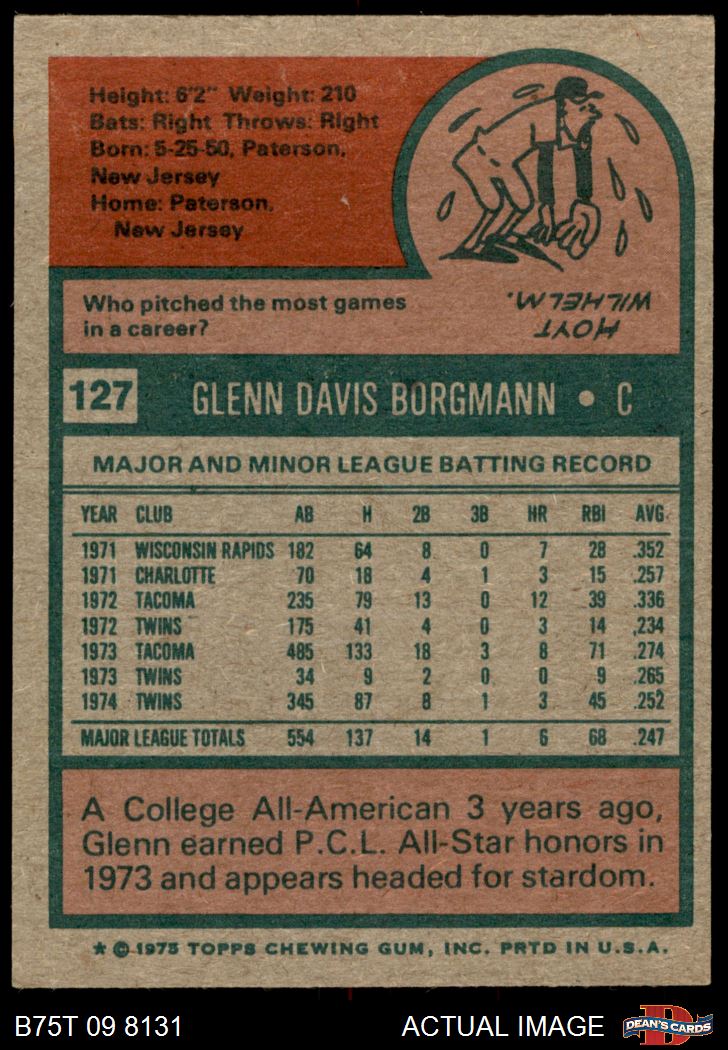 Height: 6'2" Weight: 210
Bats: Right Throws: Right
Born: 5-25-50, Paterson,
New Jersey
Home: Paterson,
New Jersey
Who pitched the most games
in a career?
HOYT
WILHELM.
127 GLENN DAVIS BORGMANN • C
MAJOR AND MINOR LEAGUE BATTING RECORD
YEAR CLUB AB H 2B 3B HR RBI AVG.
1971 WISCONSIN RAPIDS 182 64 8 0 7 28 .352
1971 CHARLOTTE 70 18 4 1 3 15 .257
1972 TACOMA 235 79 13 0 12 39 .336
1972 TWINS 175 41 4 0 3 14 .234
1973 TACOMA 485 133 18 3 8 71 .274
1973 TWINS 34 9 2 0 0 9 .265
1974 TWINS 345 87 8 1 3 45 .252
MAJOR LEAGUE TOTALS 554 137 14 1 6 68 .247
A College All-American 3 years ago,
Glenn earned P.C.L. All-Star honors in
1973 and appears headed for stardom.
* © 1975 TOPPS CHEWING GUM, INC. PRTD IN U.S.A.
B75T 09 8131 ACTUAL IMAGE
D
DEAN'S CARDS